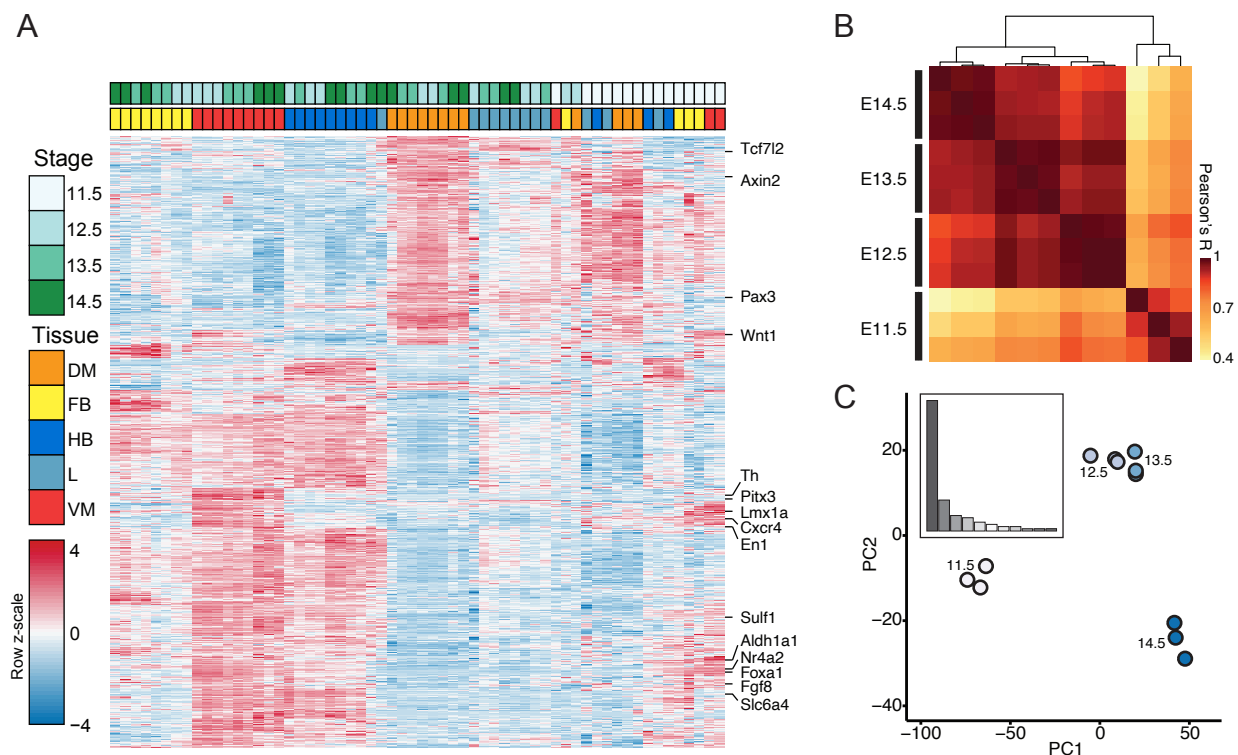 A
Stage
11.5
12.5
13.5
14.5
Tissue
DM
FB
HB
L
VM
Row z-scale
4
0
−4
Tcf7l2
Axin2
Pax3
Wnt1
Th
Pitx3
Lmx1a
Cxcr4
En1
Sulf1
Aldh1a1
Nr4a2
Foxa1
Fgf8
Slc6a4
B
E14.5
E13.5
E12.5
E11.5
Pearson's R
1
0.7
0.4
C
PC2
20
0
−20
−40
12.5
13.5
11.5
14.5
−100
−50
0
50
PC1